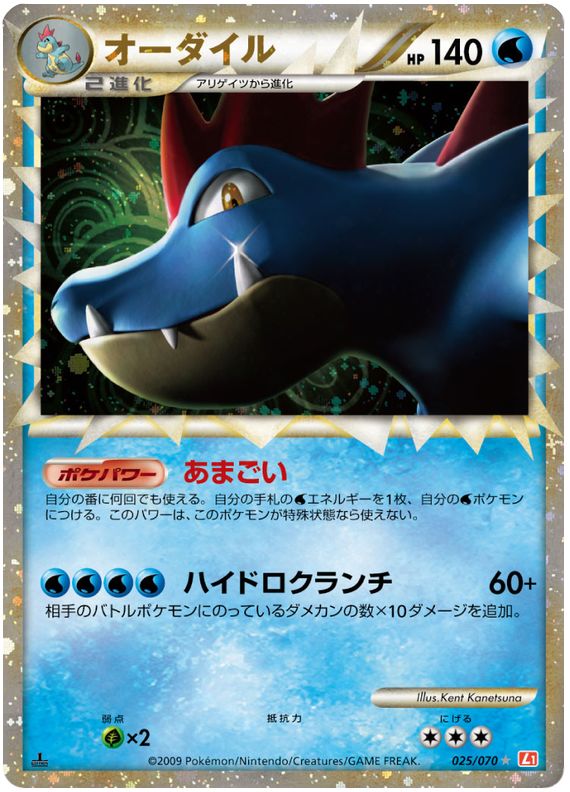 オーダイル HP 140
2進化 アリゲイツから進化
ポケパワー あまごい
自分の番に何回でも使える。自分の手札のエネルギーを1枚、自分のポケモン
につける。このパワーは、このポケモンが特殊状態なら使えない。
ハイドロクランチ 60+
相手のバトルポケモンにのっているダメカンの数×10ダメージを追加。
Illus.Kent Kanetsuna
弱点 抵抗力 にげる
×2
025/070 L1
1 EDITION
©2009 Pokémon/Nintendo/Creatures/GAME FREAK.